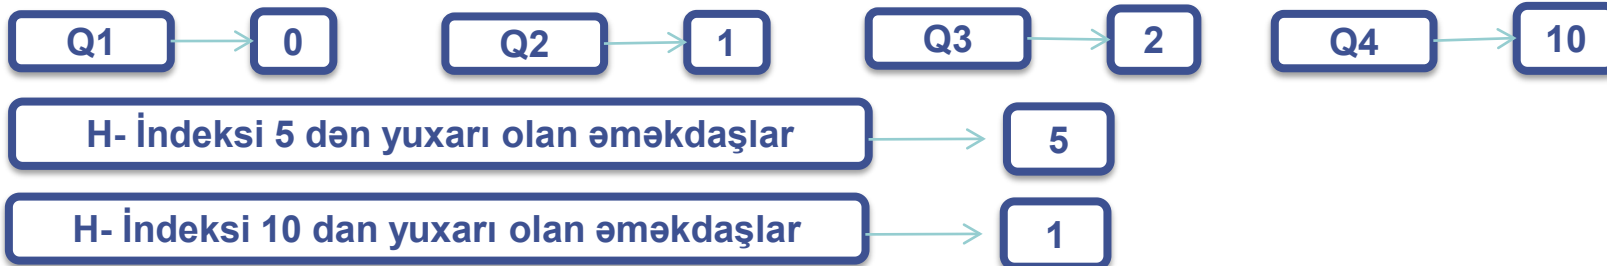 Q1 0 Q2 1 Q3 2 Q4 10
H- İndeksi 5 dən yuxarı olan əməkdaşlar 5
H- İndeksi 10 dan yuxarı olan əməkdaşlar 1